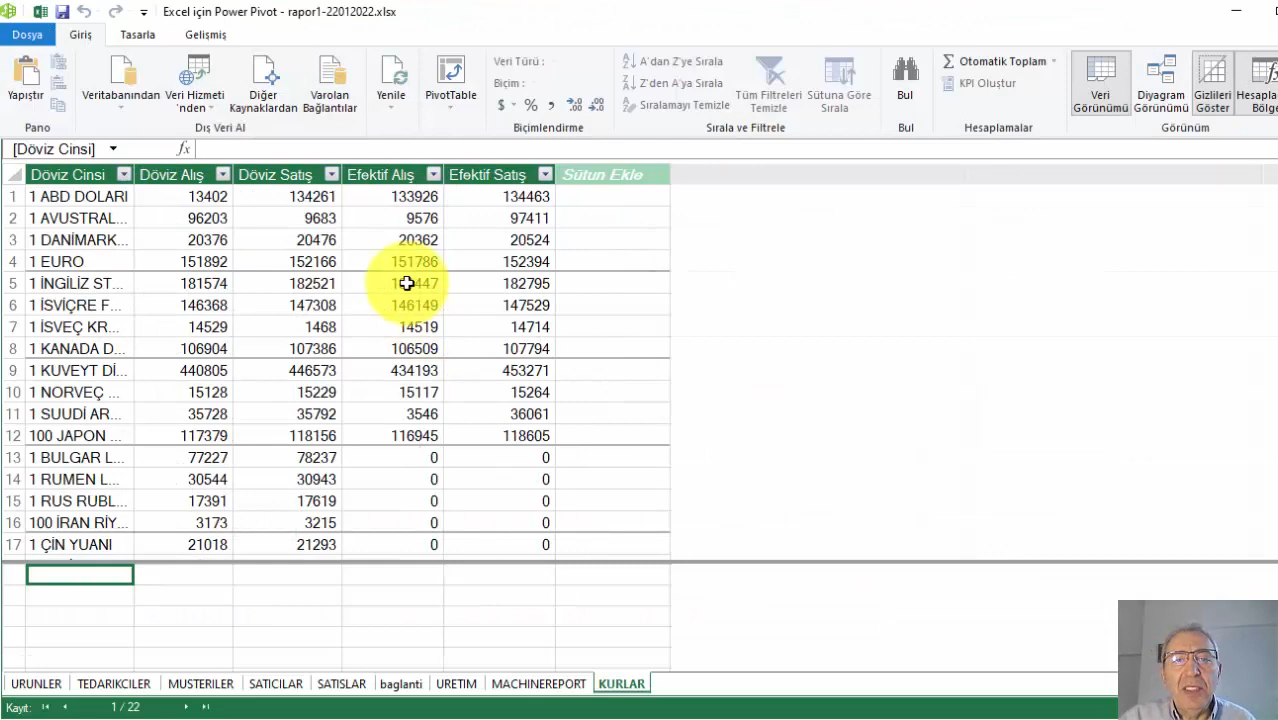 Excel için Power Pivot - rapor1-22012022.xlsx
Dosya Giriş Tasarla Gelişmiş
Yapıştır
Pano
Veritabanından
Veri Hizmeti 'nden
Diğer Kaynaklardan
Varolan Bağlantılar
Dış Veri Al
Yenile
PivotTable
Veri Türü :
Biçim :
$ % ,
Biçimlendirme
A'dan Z'ye Sırala
Z'den A'ya Sırala
Sıralamayı Temizle
Tüm Filtreleri Temizle
Sütuna Göre Sırala
Sırala ve Filtrele
Bul
Bul
Otomatik Toplam
KPI Oluştur
Hesaplamalar
Veri Görünümü
Diyagram Görünümü
Gizlileri Göster
Görünüm
[Döviz Cinsi] fx
Döviz Cinsi Döviz Alış Döviz Satış Efektif Alış Efektif Satış Sütun Ekle
1 1 ABD DOLARI 13402 134261 133926 134463
2 1 AVUSTRAL... 96203 9683 9576 97411
3 1 DANİMARK... 20376 20476 20362 20524
4 1 EURO 151892 152166 151786 152394
5 1 İNGİLİZ ST... 181574 182521 182795
6 1 İSVİÇRE F... 146368 147308 146149 147529
7 1 İSVEÇ KR... 14529 1468 14519 14714
8 1 KANADA D... 106904 107386 106509 107794
9 1 KUVEYT Dİ... 440805 446573 434193 453271
10 1 NORVEÇ ... 15128 15229 15117 15264
11 1 SUUDİ AR... 35728 35792 3546 36061
12 100 JAPON ... 117379 118156 116945 118605
13 1 BULGAR L... 77227 78237 0 0
14 1 RUMEN L... 30544 30943 0 0
15 1 RUS RUBL... 17391 17619 0 0
16 100 İRAN RİY... 3173 3215 0 0
17 1 ÇİN YUANI 21018 21293 0 0
URUNLER TEDARIKCILER MUSTERILER SATICILAR SATISLAR baglanti URETIM MACHINEREPORT KURLAR
Kayıt: 1 / 22